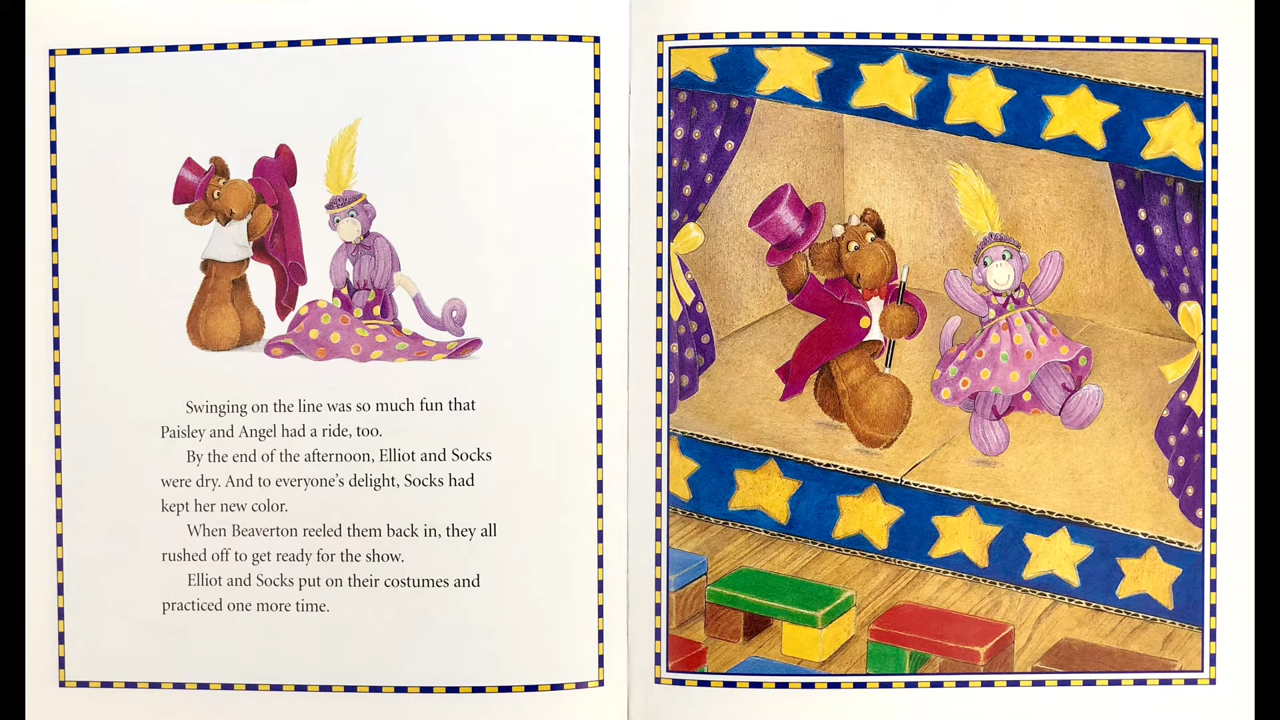 Swinging on the line was so much fun that
Paisley and Angel had a ride, too.
By the end of the afternoon, Elliot and Socks
were dry. And to everyone’s delight, Socks had
kept her new color.
When Beaverton reeled them back in, they all
rushed off to get ready for the show.
Elliot and Socks put on their costumes and
practiced one more time.